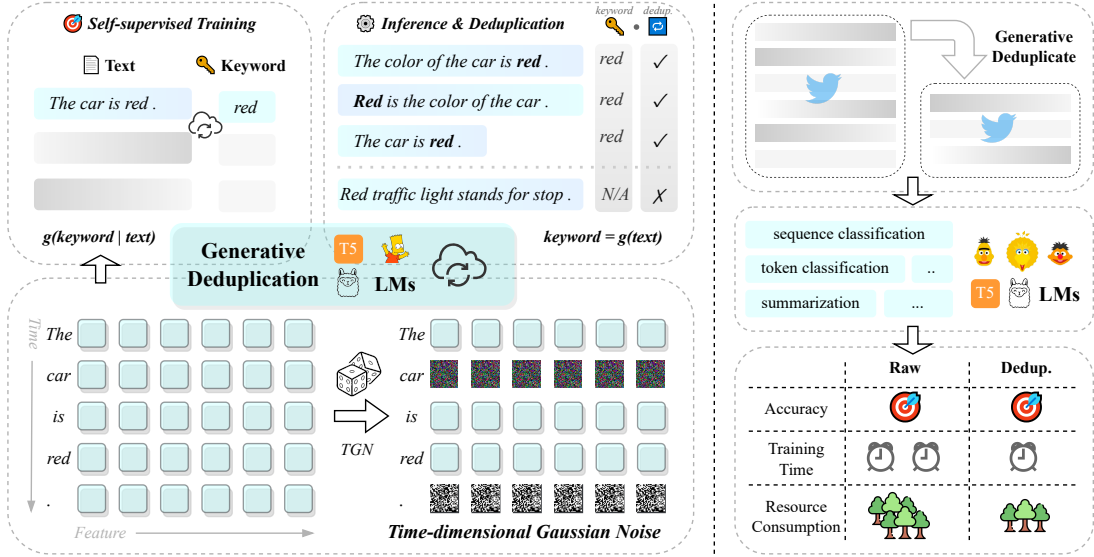 Self-supervised Training
Text
Keyword
The car is red .
red
g(keyword | text)
Inference & Deduplication
keyword
dedup.
The color of the car is red .
red
✓
Red is the color of the car .
red
✓
The car is red .
red
✓
Red traffic light stands for stop .
N/A
✗
keyword = g(text)
Generative
Deduplication
T5
LMs
Time
Feature
The
car
is
red
.
TGN
The
car
is
red
.
Time-dimensional Gaussian Noise
Generative
Deduplicate
sequence classification
token classification
..
summarization
...
T5
LMs
Raw
Dedup.
Accuracy
Training
Time
Resource
Consumption